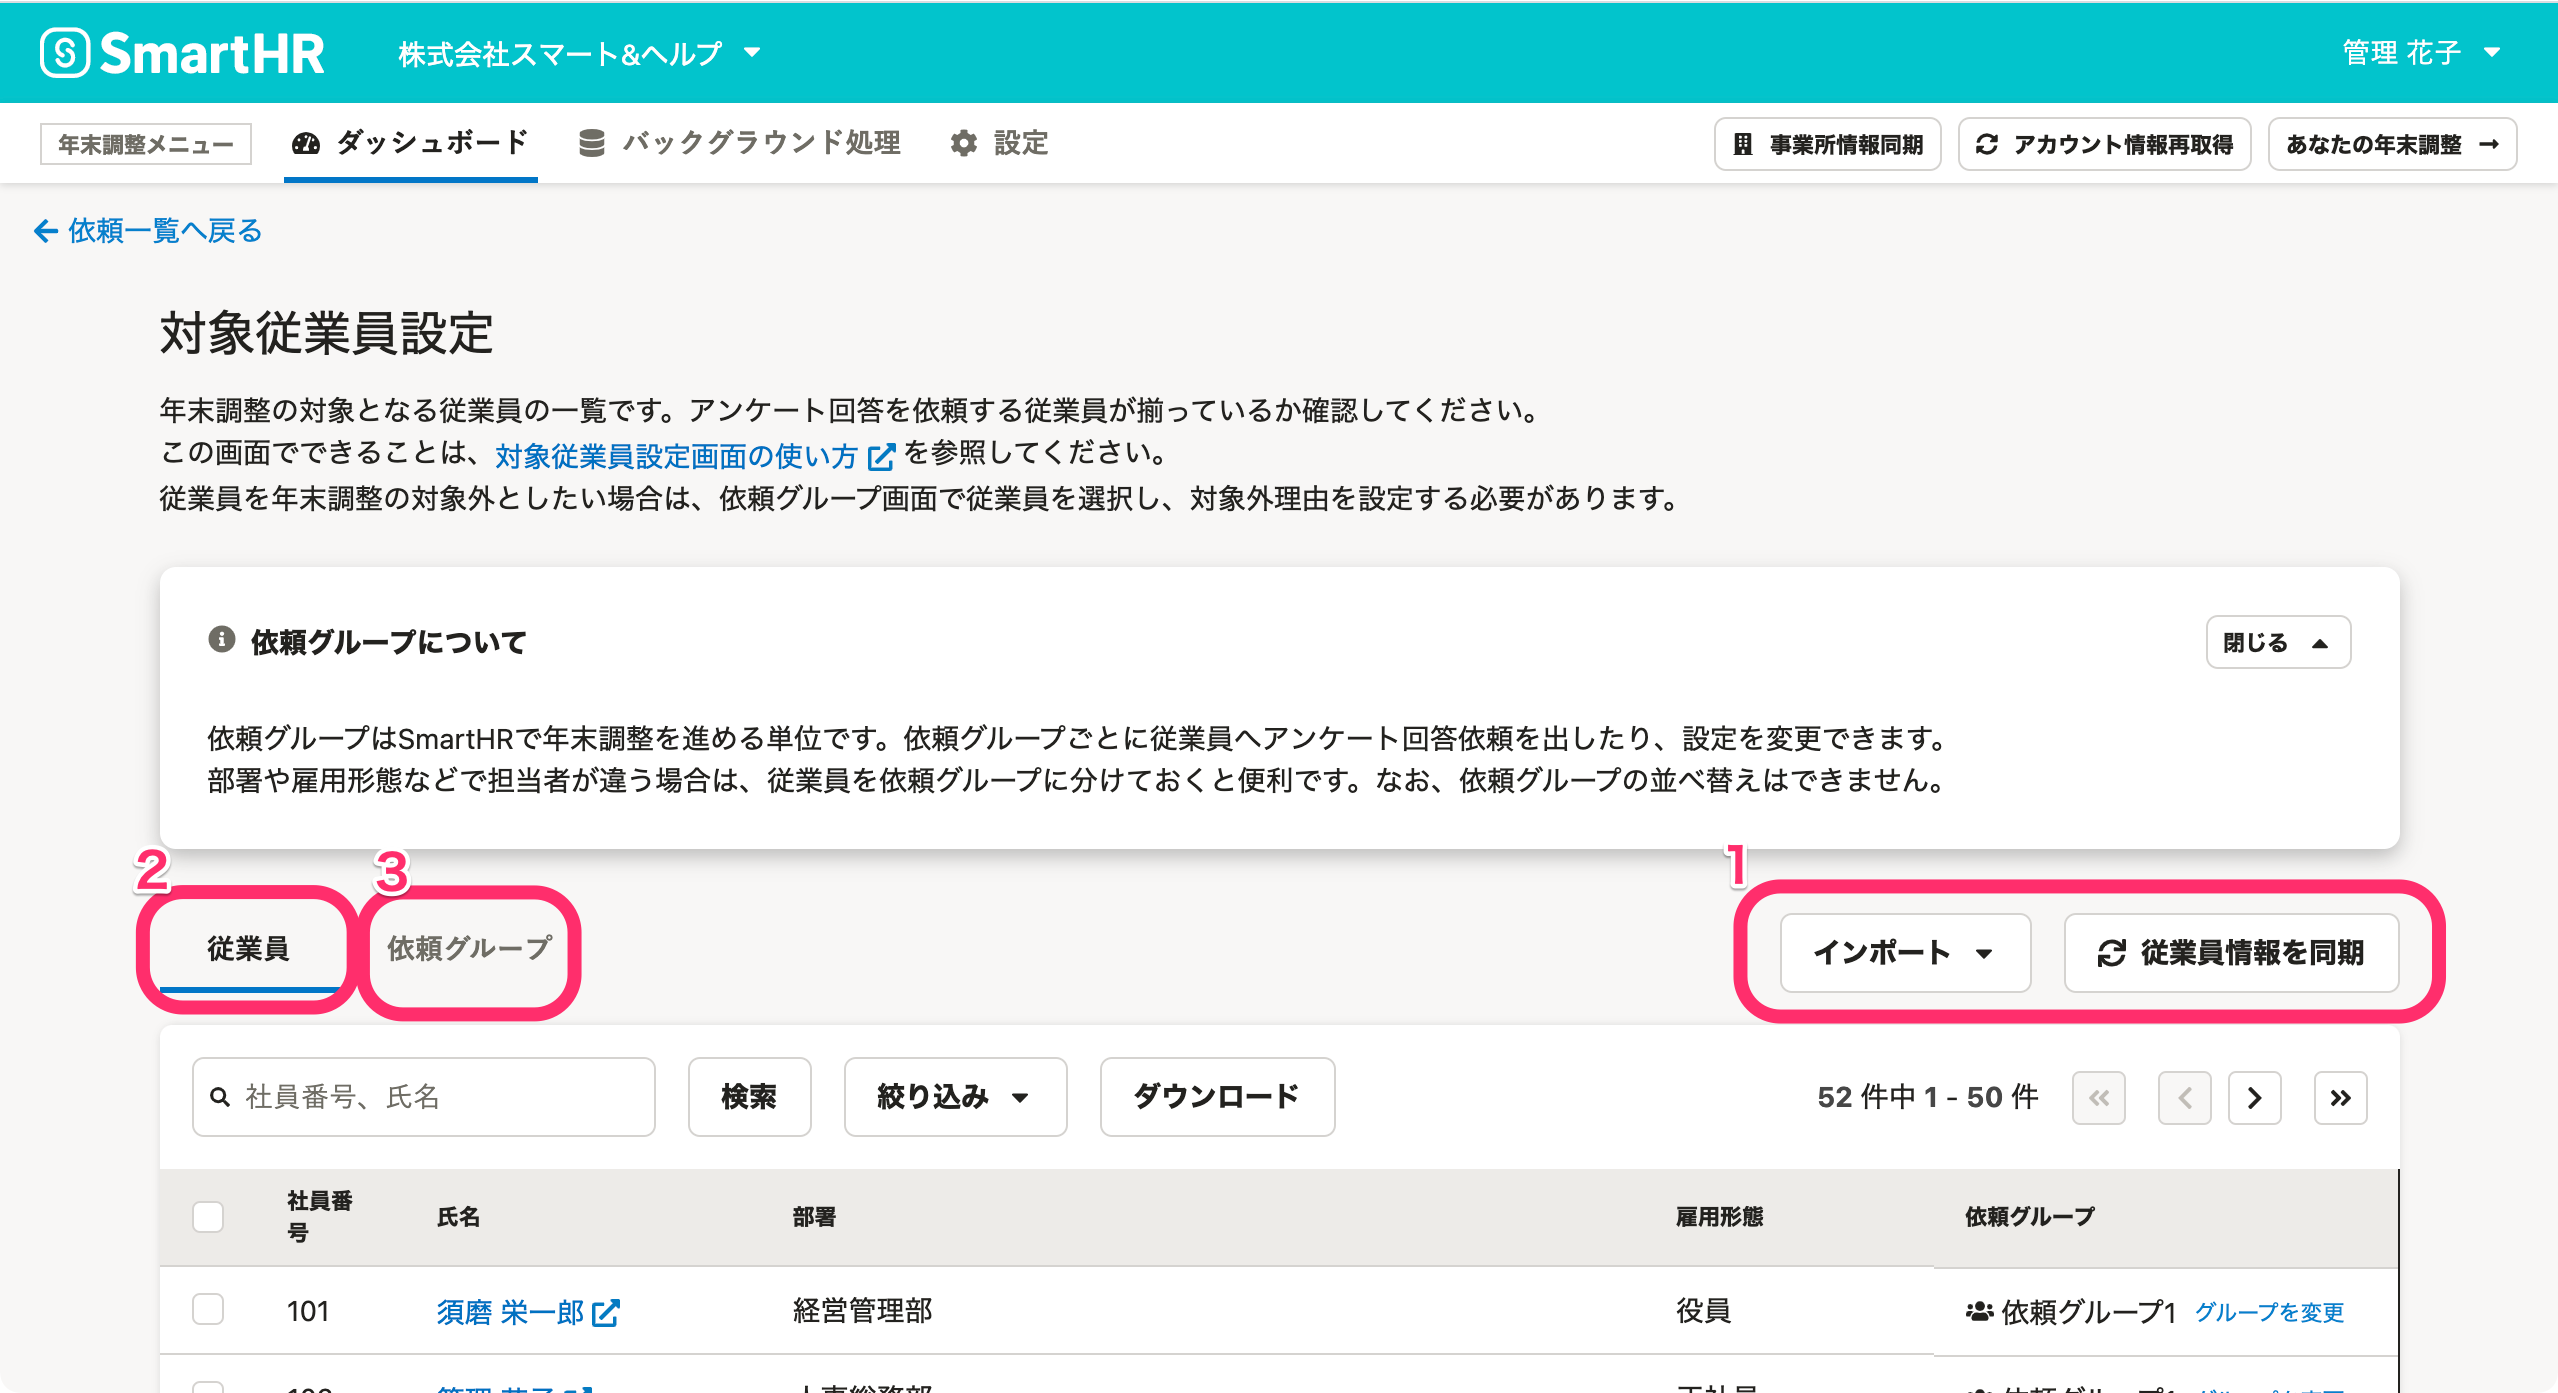 SmartHR 株式会社スマート&ヘルプ 管理 花子
年末調整メニュー ダッシュボード バックグラウンド処理 設定 事業所情報同期 アカウント情報再取得 あなたの年末調整 →
← 依頼一覧へ戻る
対象従業員設定
年末調整の対象となる従業員の一覧です。アンケート回答を依頼する従業員が揃っているか確認してください。
この画面でできることは、対象従業員設定画面の使い方 を参照してください。
従業員を年末調整の対象外としたい場合は、依頼グループ画面で従業員を選択し、対象外理由を設定する必要があります。
依頼グループについて 閉じる
依頼グループはSmartHRで年末調整を進める単位です。依頼グループごとに従業員へアンケート回答依頼を出したり、設定を変更できます。
部署や雇用形態などで担当者が違う場合は、従業員を依頼グループに分けておくと便利です。なお、依頼グループの並べ替えはできません。
2 3 1
従業員 依頼グループ インポート 従業員情報を同期
社員番号、氏名 検索 絞り込み ダウンロード 52 件中 1 - 50 件
社員番
号
氏名 部署 雇用形態 依頼グループ
101 須磨 栄一郎 経営管理部 役員 依頼グループ1 グループを変更